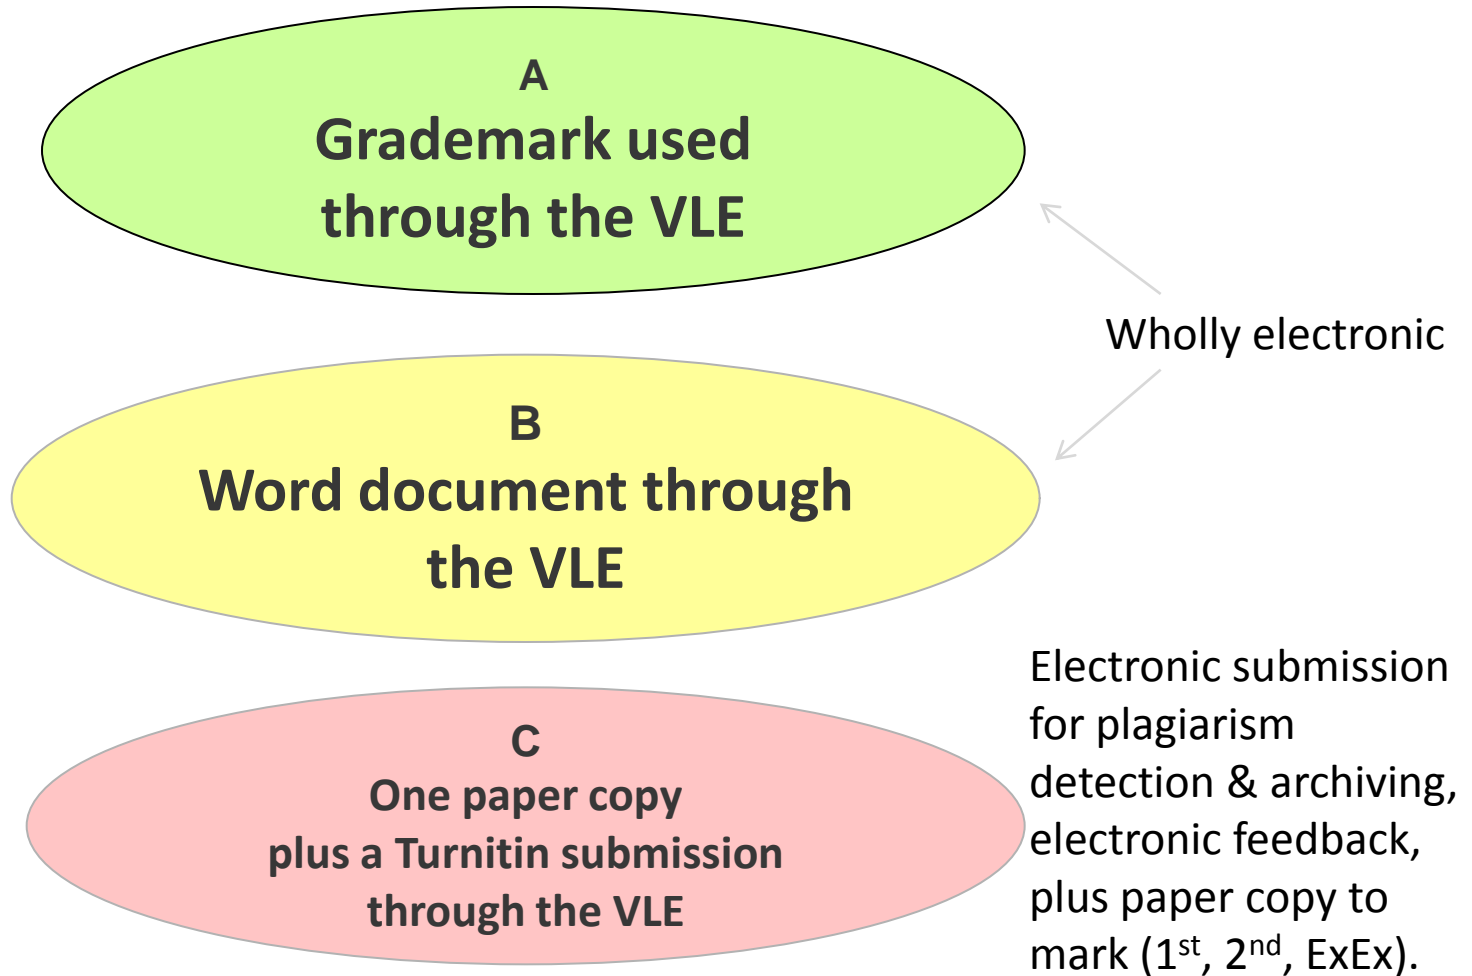 A
Grademark used
through the VLE
Wholly electronic
B
Word document through
the VLE
C
One paper copy
plus a Turnitin submission
through the VLE
Electronic submission
for plagiarism
detection & archiving,
electronic feedback,
plus paper copy to
mark (1st, 2nd, ExEx).